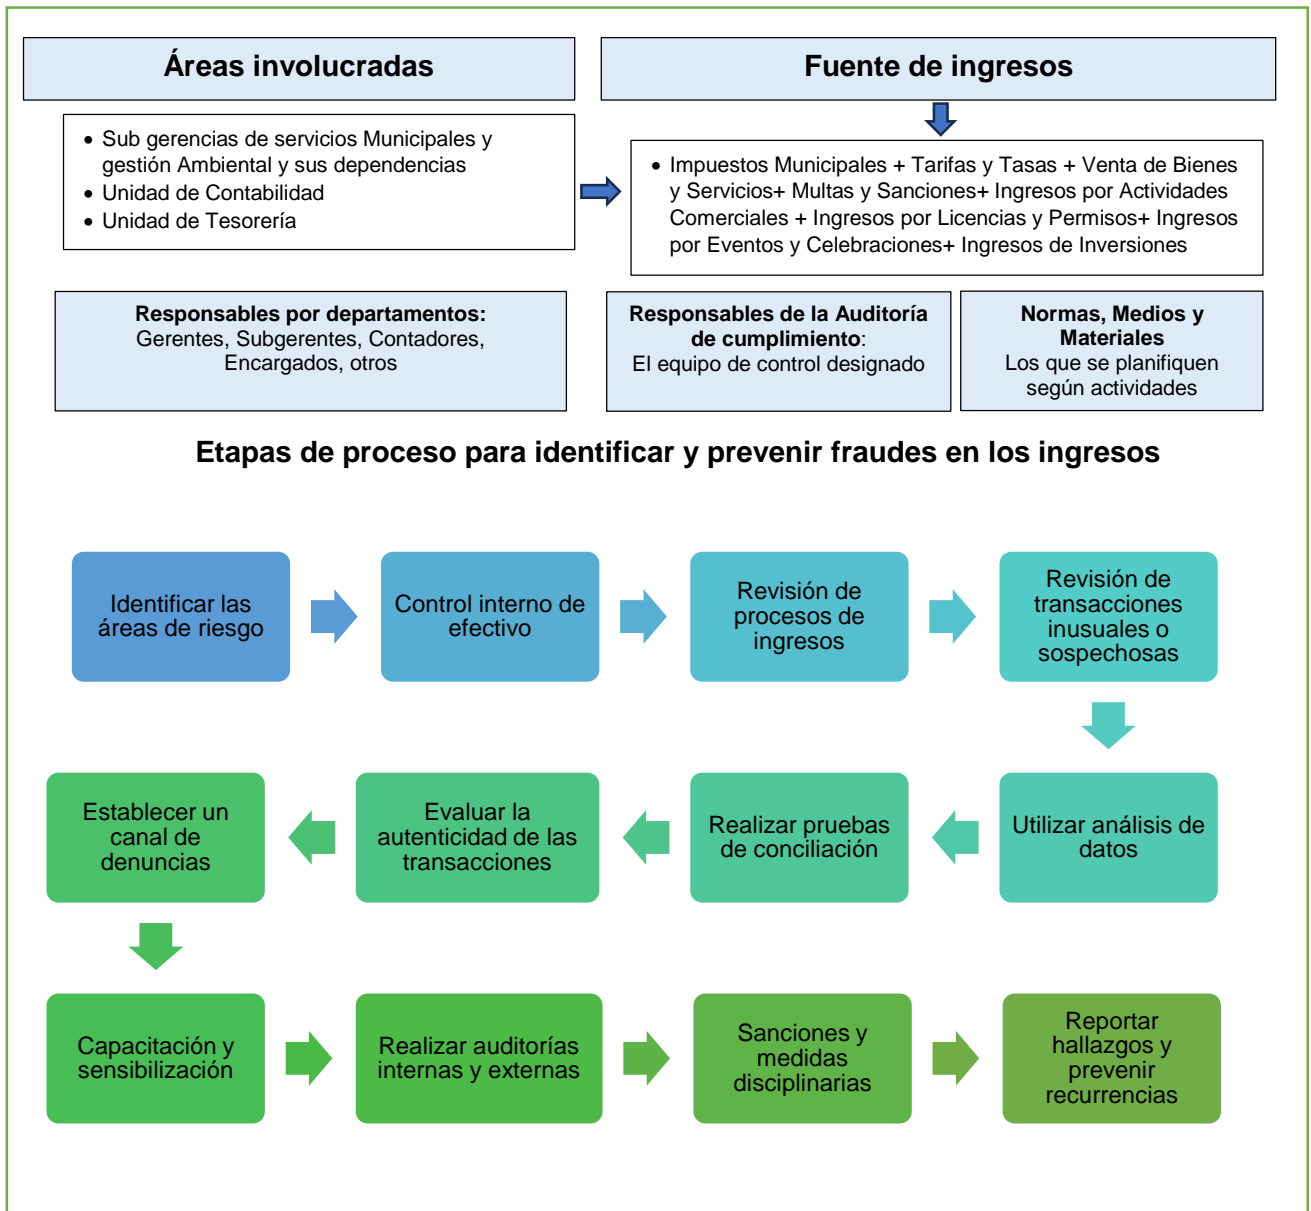 Áreas involucradas
Fuente de ingresos
• Sub gerencias de servicios Municipales y
gestión Ambiental y sus dependencias
• Unidad de Contabilidad
• Unidad de Tesorería
• Impuestos Municipales + Tarifas y Tasas + Venta de Bienes
y Servicios+ Multas y Sanciones+ Ingresos por Actividades
Comerciales + Ingresos por Licencias y Permisos+ Ingresos
por Eventos y Celebraciones+ Ingresos de Inversiones
Responsables por departamentos:
Gerentes, Subgerentes, Contadores,
Encargados, otros
Responsables de la Auditoría
de cumplimiento:
El equipo de control designado
Normas, Medios y
Materiales
Los que se planifiquen
según actividades
Etapas de proceso para identificar y prevenir fraudes en los ingresos
Identificar las
áreas de riesgo
Control interno de
efectivo
Revisión de
procesos de
ingresos
Revisión de
transacciones
inusuales o
sospechosas
Utilizar análisis de
datos
Realizar pruebas
de conciliación
Evaluar la
autenticidad de las
transacciones
Establecer un
canal de
denuncias
Capacitación y
sensibilización
Realizar auditorías
internas y externas
Sanciones y
medidas
disciplinarias
Reportar
hallazgos y
prevenir
recurrencias